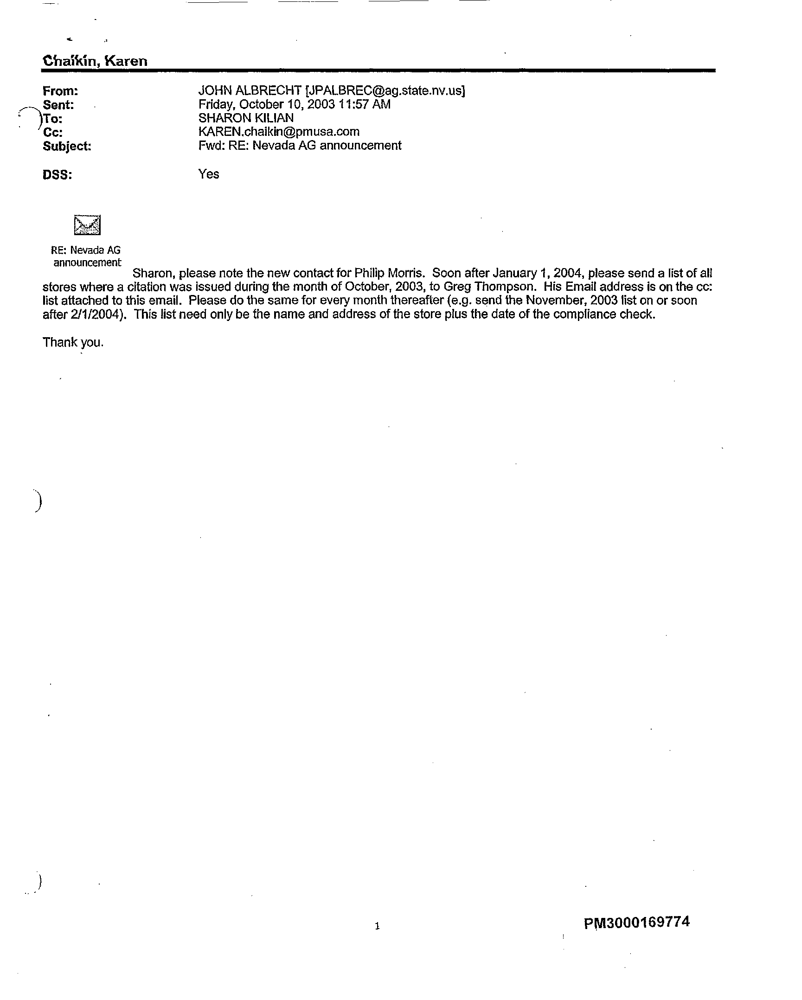 Chaikin, Karen
From: JOHN ALBRECHT [JPALBREC@ag.state.nv.us]
Sent: Friday, October 10, 2003 11:57 AM
To: SHARON KILIAN
Cc: KAREN.chaikin@pmusa.com
Subject: Fwd: RE: Nevada AG announcement
DSS: Yes
RE: Nevada AG
announcement
Sharon, please note the new contact for Philip Morris. Soon after January 1, 2004, please send a list of all
stores where a citation was issued during the month of October, 2003, to Greg Thompson. His Email address is on the cc:
list attached to this email. Please do the same for every month thereafter (e.g. send the November, 2003 list on or soon
after 2/1/2004). This list need only be the name and address of the store plus the date of the compliance check.
Thank you.
1
PM3000169774